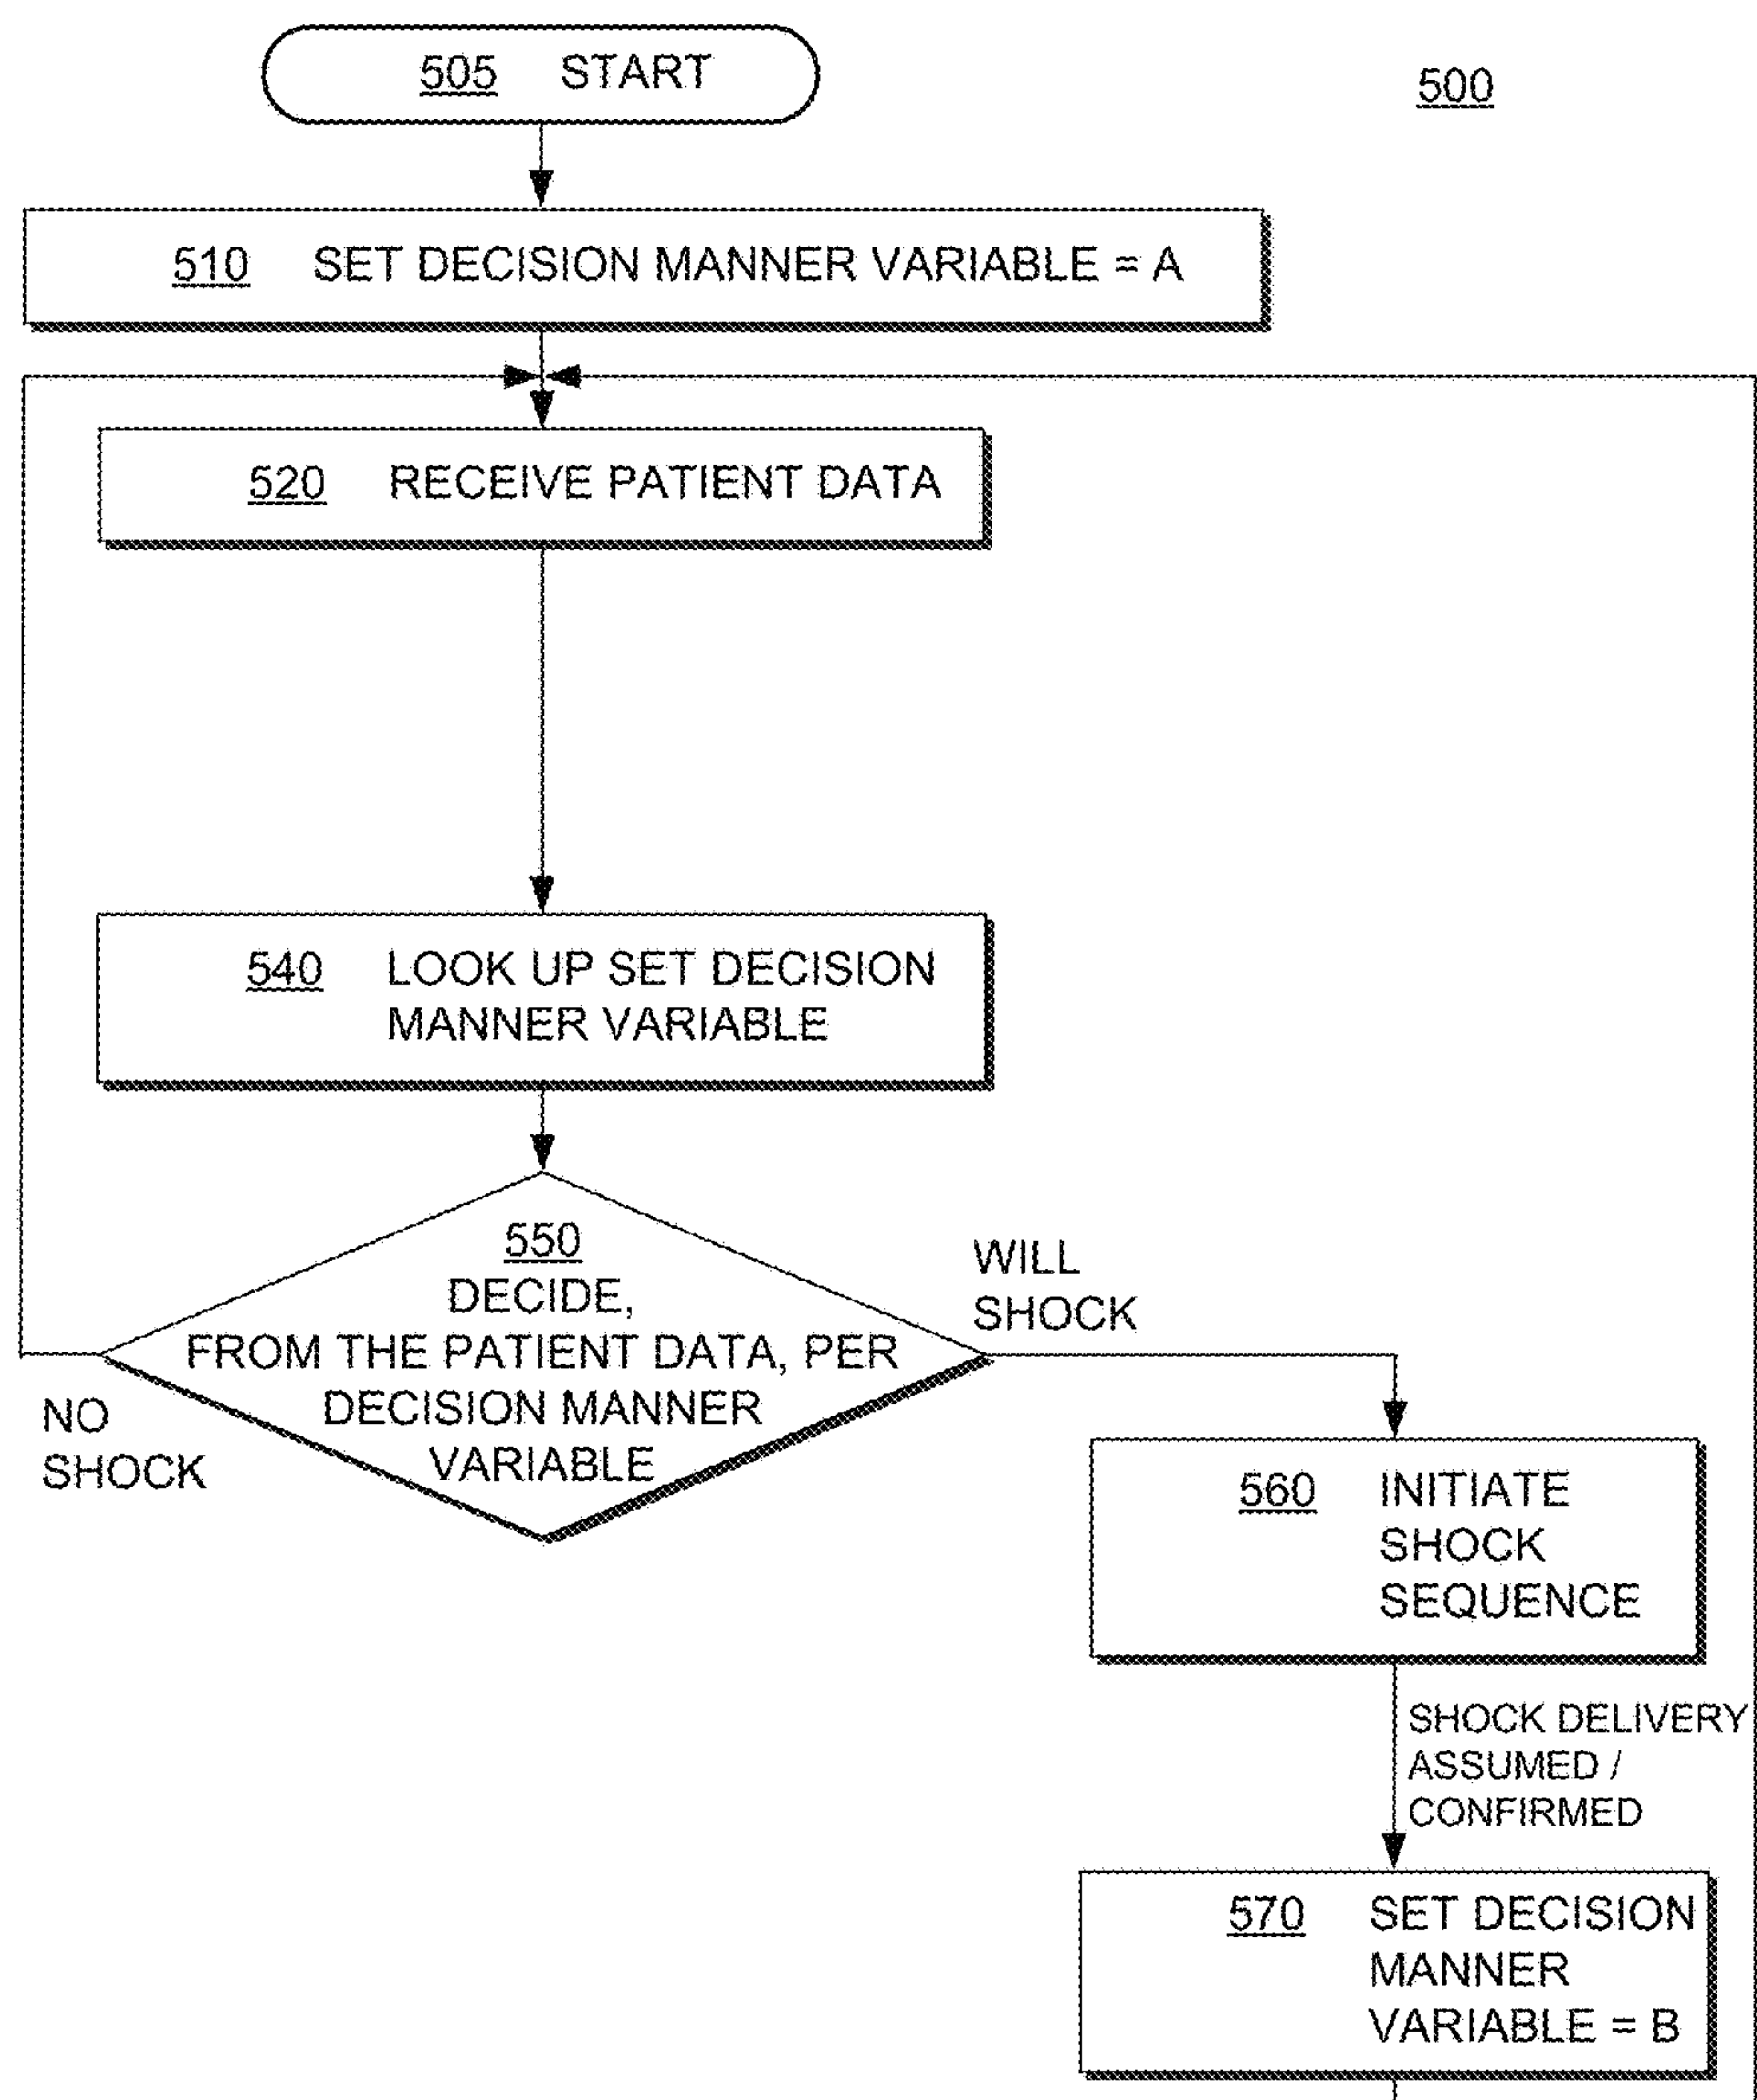 505 START
500
510 SET DECISION MANNER VARIABLE = A
520 RECEIVE PATIENT DATA
540 LOOK UP SET DECISION
MANNER VARIABLE
550
DECIDE,
FROM THE PATIENT DATA, PER
DECISION MANNER
VARIABLE
WILL
SHOCK
NO
SHOCK
560 INITIATE
SHOCK
SEQUENCE
SHOCK DELIVERY
ASSUMED /
CONFIRMED
570 SET DECISION
MANNER
VARIABLE = B